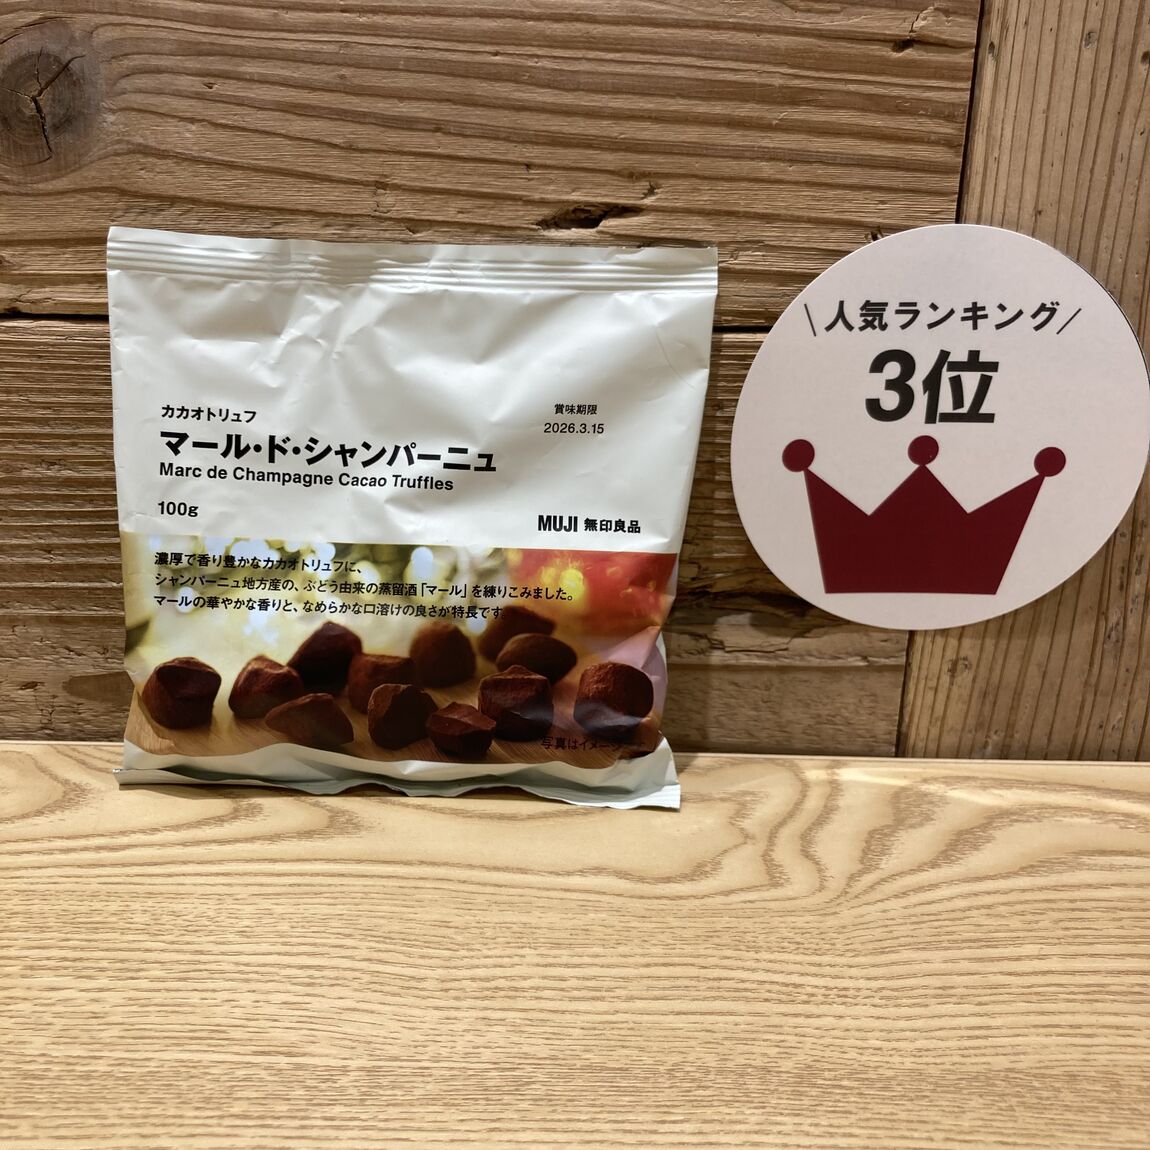 カカオトリュフ
マール・ド・シャンパーニュ
Marc de Champagne Cacao Truffles
100g
賞味期限
2026.3.15
MUJI 無印良品
濃厚で香り豊かなカカオトリュフに、
シャンパーニュ地方産の、ぶどう由来の蒸留酒「マール」を練りこみました。
マールの華やかな香りと、なめらかな口溶けの良さが特長です。
写真はイメージ
\人気ランキング/
3位